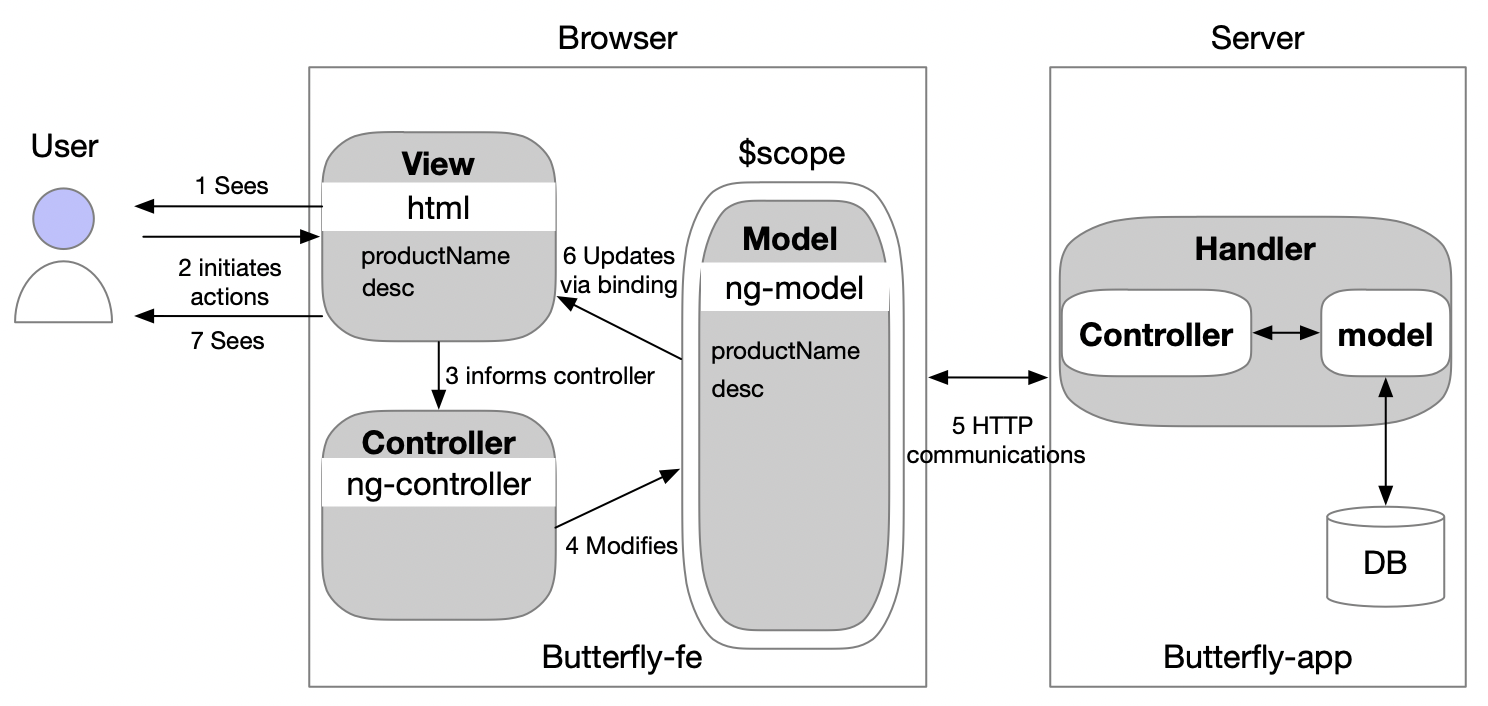 Browser
Server
User
1 Sees
2 initiates
actions
7 Sees
View
html
productName
desc
3 informs controller
Controller
ng-controller
4 Modifies
6 Updates
via binding
$scope
Model
ng-model
productName
desc
Butterfly-fe
5 HTTP
communications
Handler
Controller
model
DB
Butterfly-app